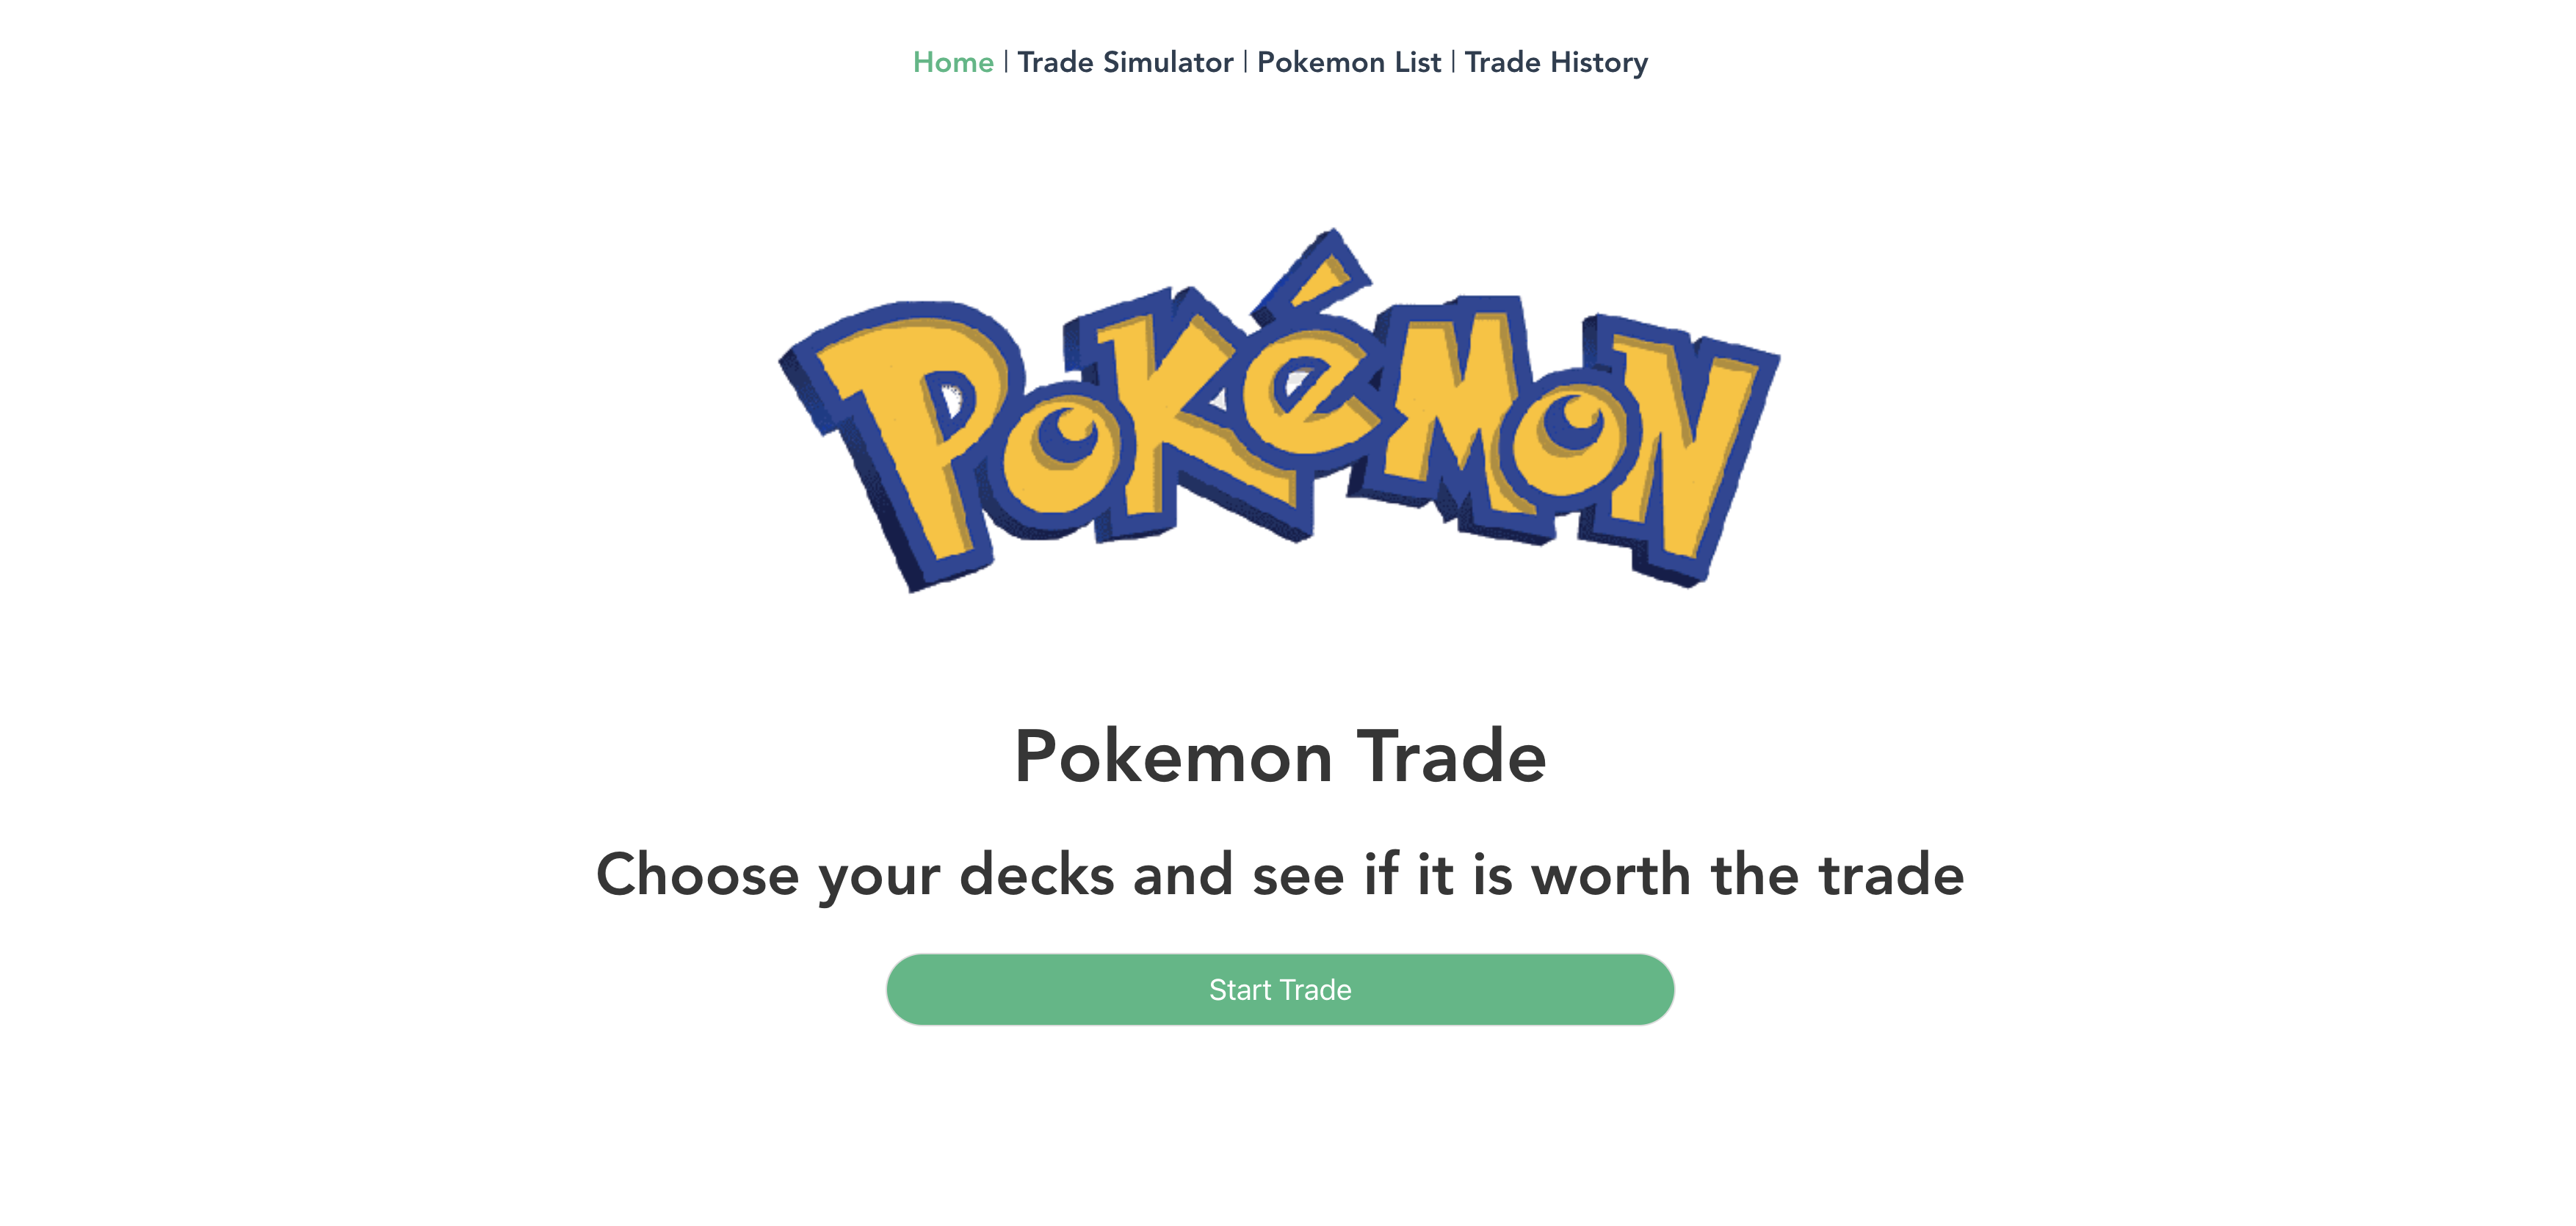 Home | Trade Simulator | Pokemon List | Trade History
POKéMON
Pokemon Trade
Choose your decks and see if it is worth the trade
Start Trade